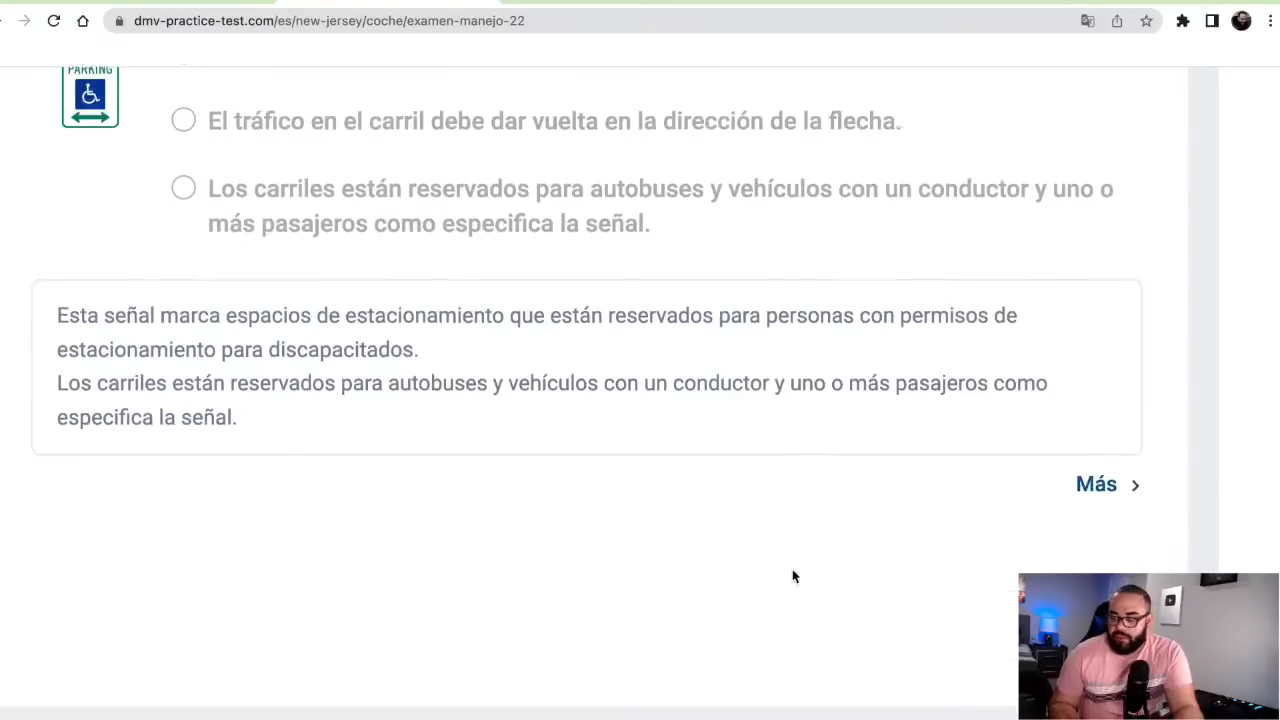 dmv-practice-test.com/es/new-jersey/coche/examen-manejo-22
PARKING
El tráfico en el carril debe dar vuelta en la dirección de la flecha.
Los carriles están reservados para autobuses y vehículos con un conductor y uno o
más pasajeros como especifica la señal.
Esta señal marca espacios de estacionamiento que están reservados para personas con permisos de
estacionamiento para discapacitados.
Los carriles están reservados para autobuses y vehículos con un conductor y uno o más pasajeros como
especifica la señal.
Más